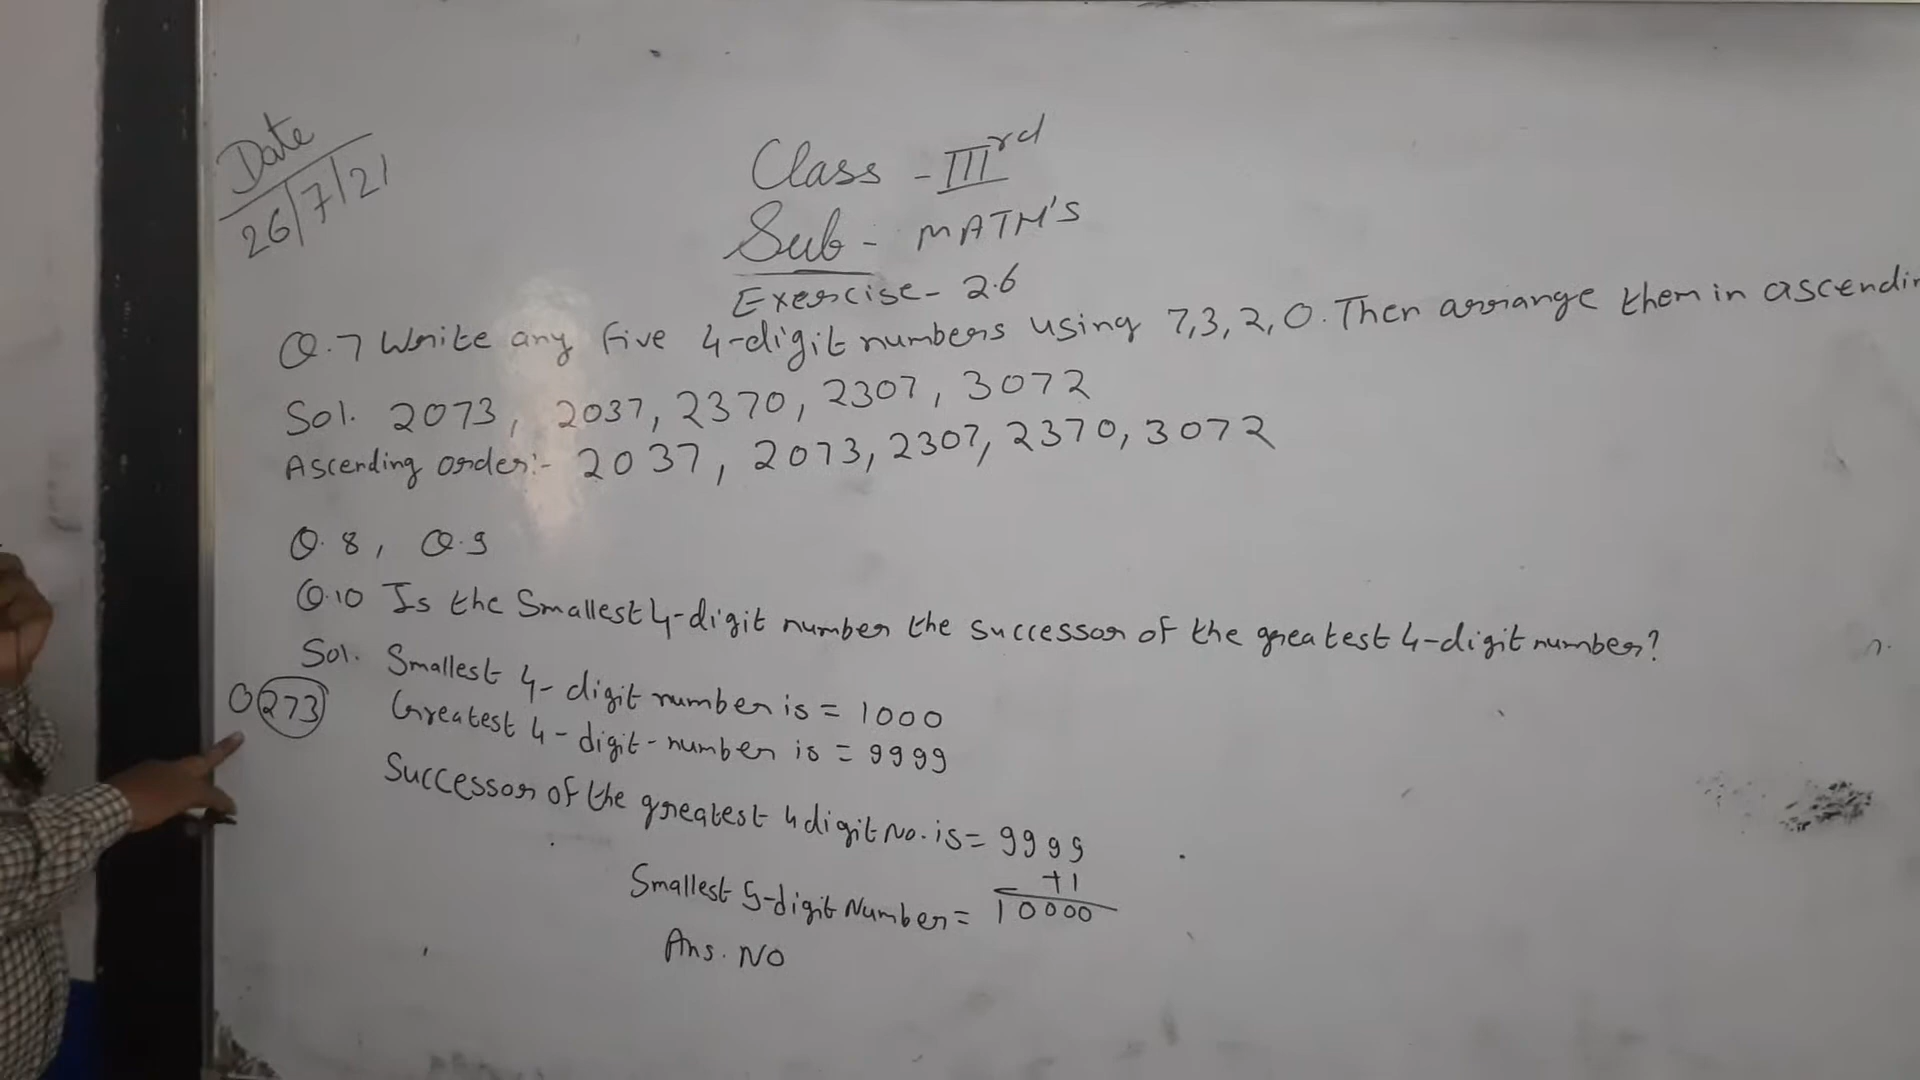 Date
26/7/21
Class - IIIrd
Sub - MATH'S
Exercise - 2.6
Q.7 Write any five 4-digit numbers using 7,3,2,0. Then arrange them in ascendin
Sol. 2073, 2037, 2370, 2307, 3072
Ascending order:- 2037, 2073, 2307, 2370, 3072
Q.8, Q.9
Q.10 Is the Smallest 4-digit number the successor of the greatest 4-digit number?
Sol. Smallest 4-digit number is = 1000
0273
Greatest 4-digit-number is = 9999
Successor of the greatest 4 digit No. is = 9999
+1
Smallest 5-digit Number = 10000
Ans. NO